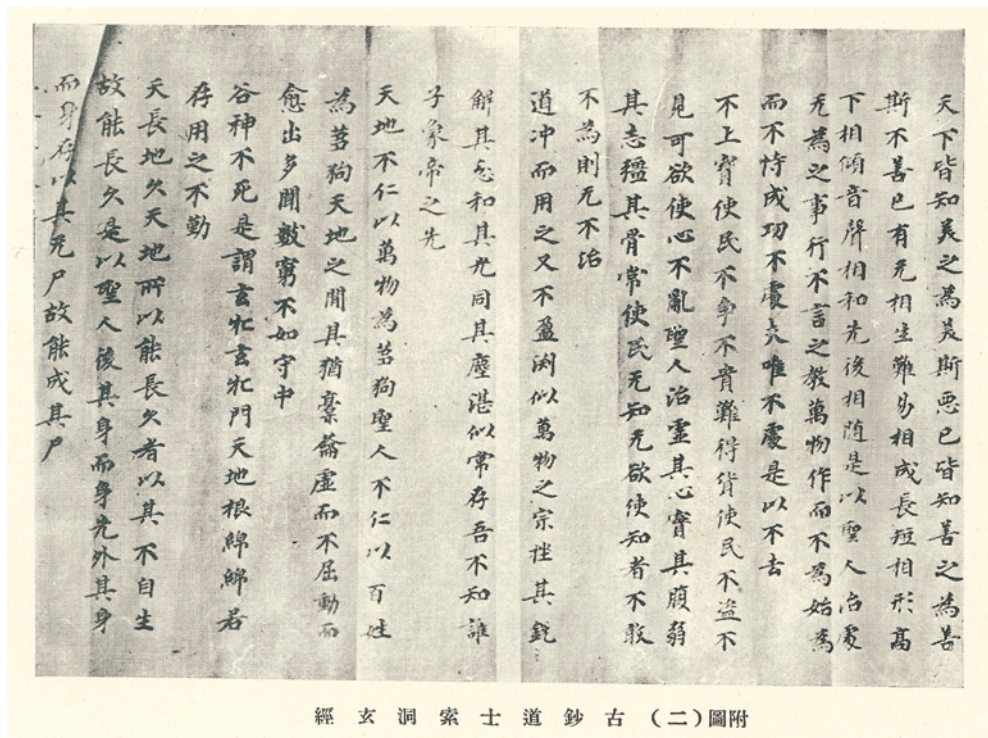 天下皆知美之為美斯惡已皆知善之為善
斯不善已有无相生難易相成長短相形高
下相傾音聲相和先後相随是以聖人治處
无為之事行不言之教萬物作而不為始為
而不恃成功不處夫唯不處是以不去
不上寶使民不争不貴難得貨使民不盗不
見可欲使心不亂聖人治靈其心實其腹弱
其志彊其骨常使民无知无欲使知者不敢
不為則无不治
道冲而用之又不盈渊似萬物之宗挫其銳
解其忿和其光同其塵湛似常存吾不知誰
子象帝之先
天地不仁以萬物為芻狗聖人不仁以百姓
為芻狗天地之間其猶橐籥虛而不屈動而
愈出多聞數窮不如守中
谷神不死是謂玄牝玄牝門天地根綿綿若
存用之不勤
天長地久天地所以能長久者以其不自生
故能長久是以聖人後其身而身先外其身
而身存以其无尸故能成其尸
附圖(二)古鈔道士索洞玄經